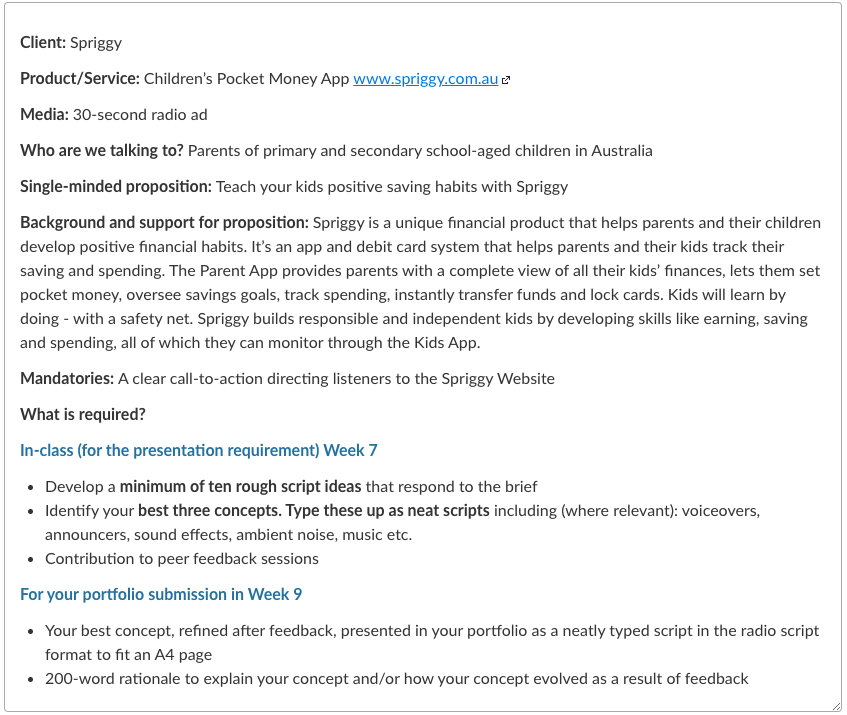 Client: Spriggy
Product/Service: Children's Pocket Money App www.spriggy.com.au
Media: 30-second radio ad
Who are we talking to? Parents of primary and secondary school-aged children in Australia
Single-minded proposition: Teach your kids positive saving habits with Spriggy
Background and support for proposition: Spriggy is a unique financial product that helps parents and their children
develop positive financial habits. It's an app and debit card system that helps parents and their kids track their
saving and spending. The Parent App provides parents with a complete view of all their kids' finances, lets them set
pocket money, oversee savings goals, track spending, instantly transfer funds and lock cards. Kids will learn by
doing - with a safety net. Spriggy builds responsible and independent kids by developing skills like earning, saving
and spending, all of which they can monitor through the Kids App.
Mandatories: A clear call-to-action directing listeners to the Spriggy Website
What is required?
In-class (for the presentation requirement) Week 7
• Develop a minimum of ten rough script ideas that respond to the brief
• Identify your best three concepts. Type these up as neat scripts including (where relevant): voiceovers,
announcers, sound effects, ambient noise, music etc.
• Contribution to peer feedback sessions
For your portfolio submission in Week 9
• Your best concept, refined after feedback, presented in your portfolio as a neatly typed script in the radio script
format to fit an A4 page
• 200-word rationale to explain your concept and/or how your concept evolved as a result of feedback